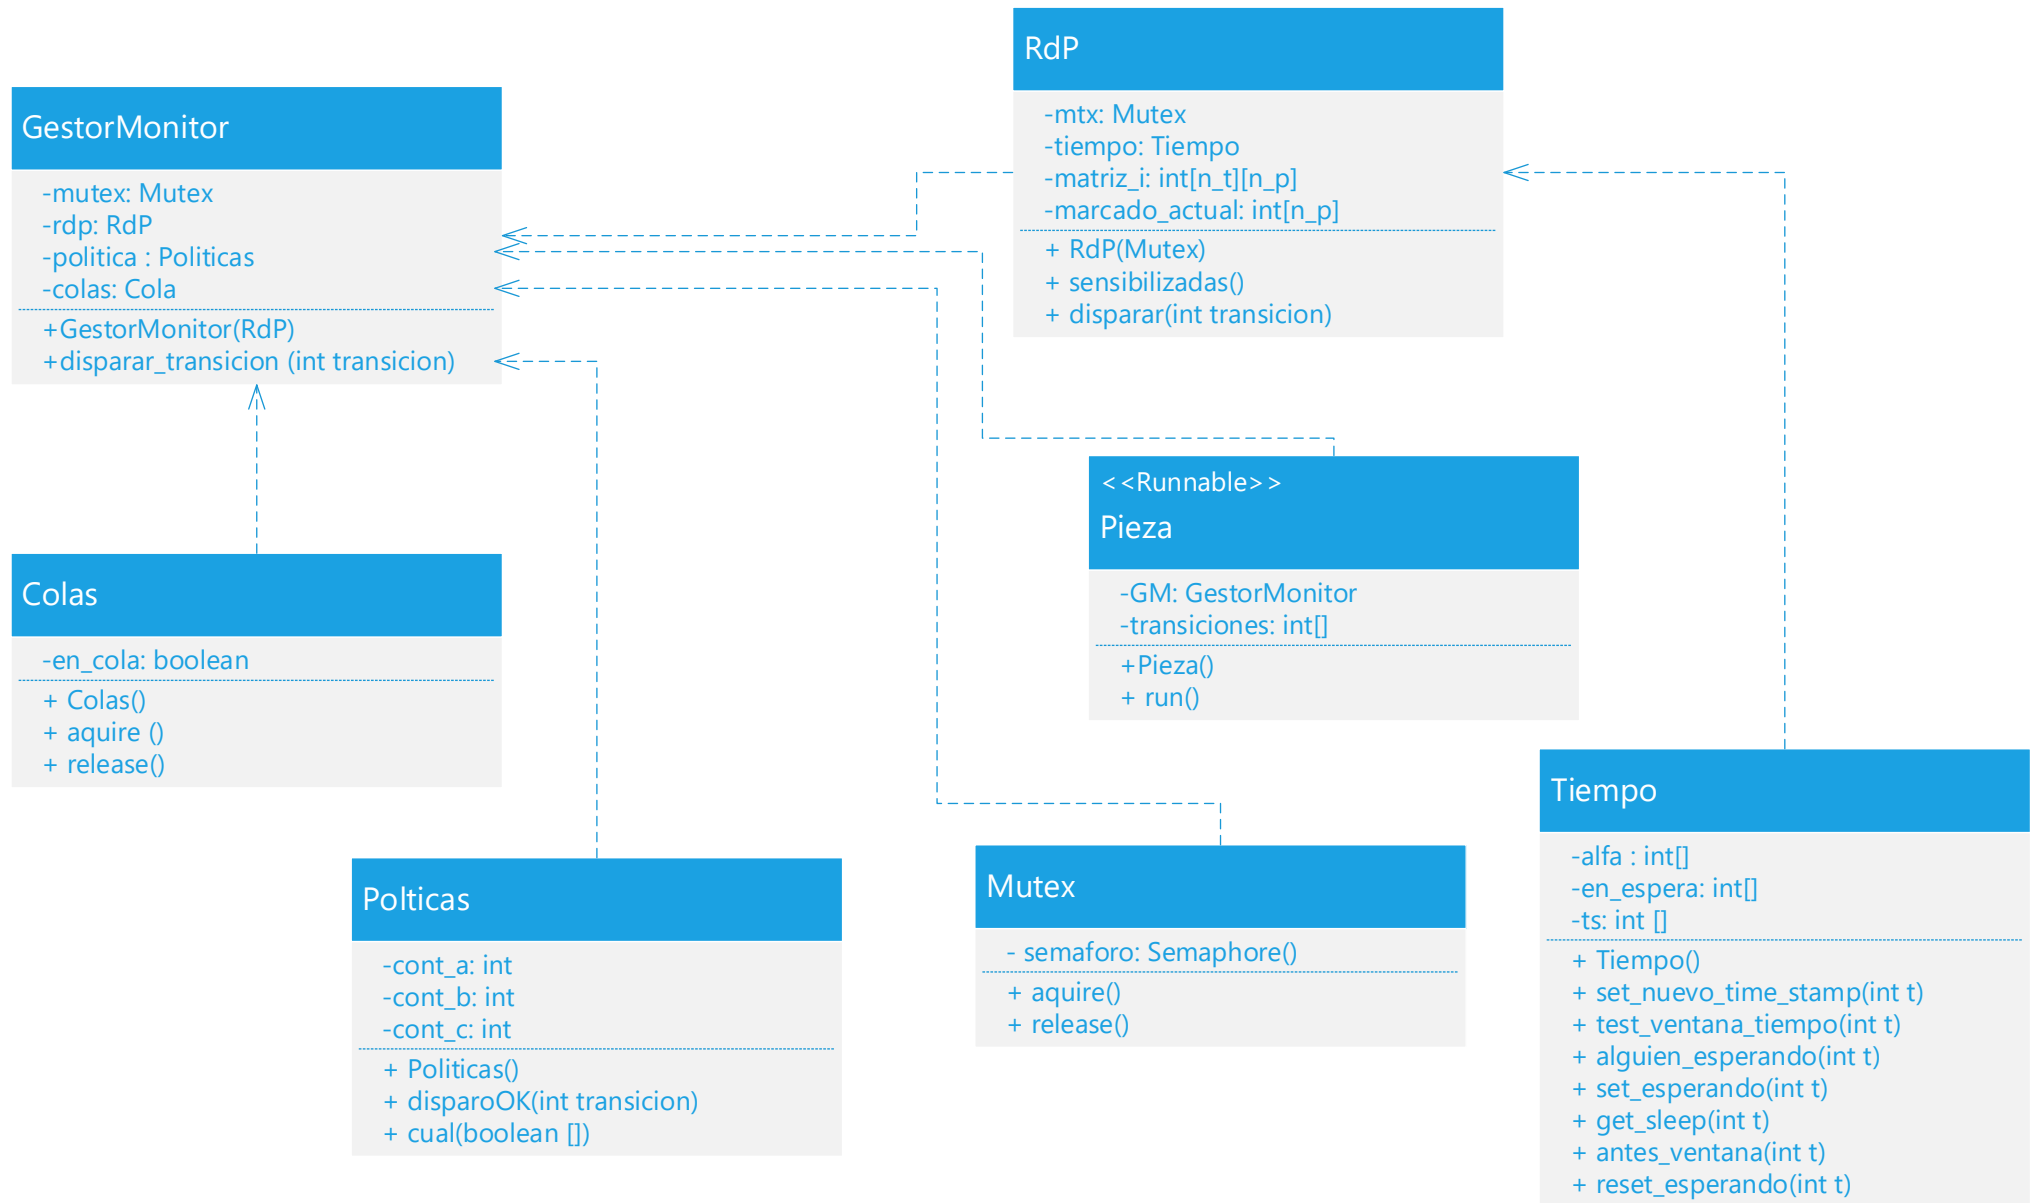 GestorMonitor
-mutex: Mutex
-rdp: RdP
-politica : Politicas
-colas: Cola
+GestorMonitor(RdP)
+disparar_transicion (int transicion)
RdP
-mtx: Mutex
-tiempo: Tiempo
-matriz_i: int[n_t][n_p]
-marcado_actual: int[n_p]
+ RdP(Mutex)
+ sensibilizadas()
+ disparar(int transicion)
<<Runnable>>
Pieza
-GM: GestorMonitor
-transiciones: int[]
+Pieza()
+ run()
Colas
-en_cola: boolean
+ Colas()
+ aquire ()
+ release()
Polticas
-cont_a: int
-cont_b: int
-cont_c: int
+ Politicas()
+ disparoOK(int transicion)
+ cual(boolean [])
Mutex
- semaforo: Semaphore()
+ aquire()
+ release()
Tiempo
-alfa : int[]
-en_espera: int[]
-ts: int []
+ Tiempo()
+ set_nuevo_time_stamp(int t)
+ test_ventana_tiempo(int t)
+ alguien_esperando(int t)
+ set_esperando(int t)
+ get_sleep(int t)
+ antes_ventana(int t)
+ reset_esperando(int t)